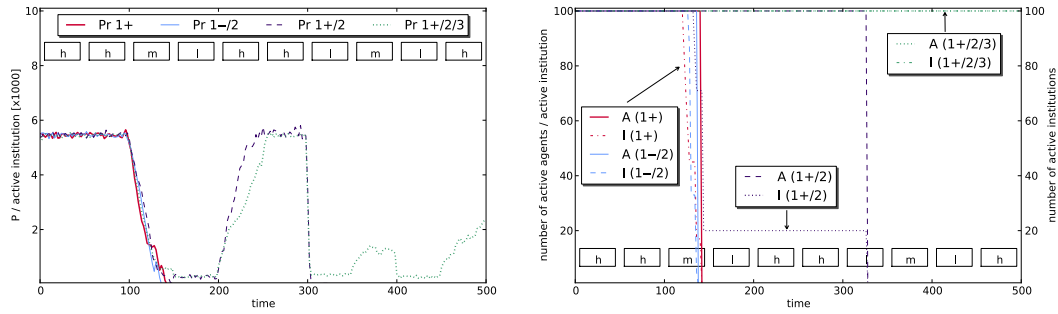 Pr 1+ Pr 1−/2 Pr 1+/2 Pr 1+/2/3
h h m l h h l m l h
P / active institution [x1000]
10
8
6
4
2
0 100 200 300 400 500
time
number of active agents / active institution
100
80
60
40
20
A (1+/2/3)
I (1+/2/3)
A (1+)
I (1+)
A (1−/2)
I (1−/2)
A (1+/2)
I (1+/2)
h h m l h h l m l h
0 100 200 300 400 500
time
100
80
60
40
20
number of active institutions